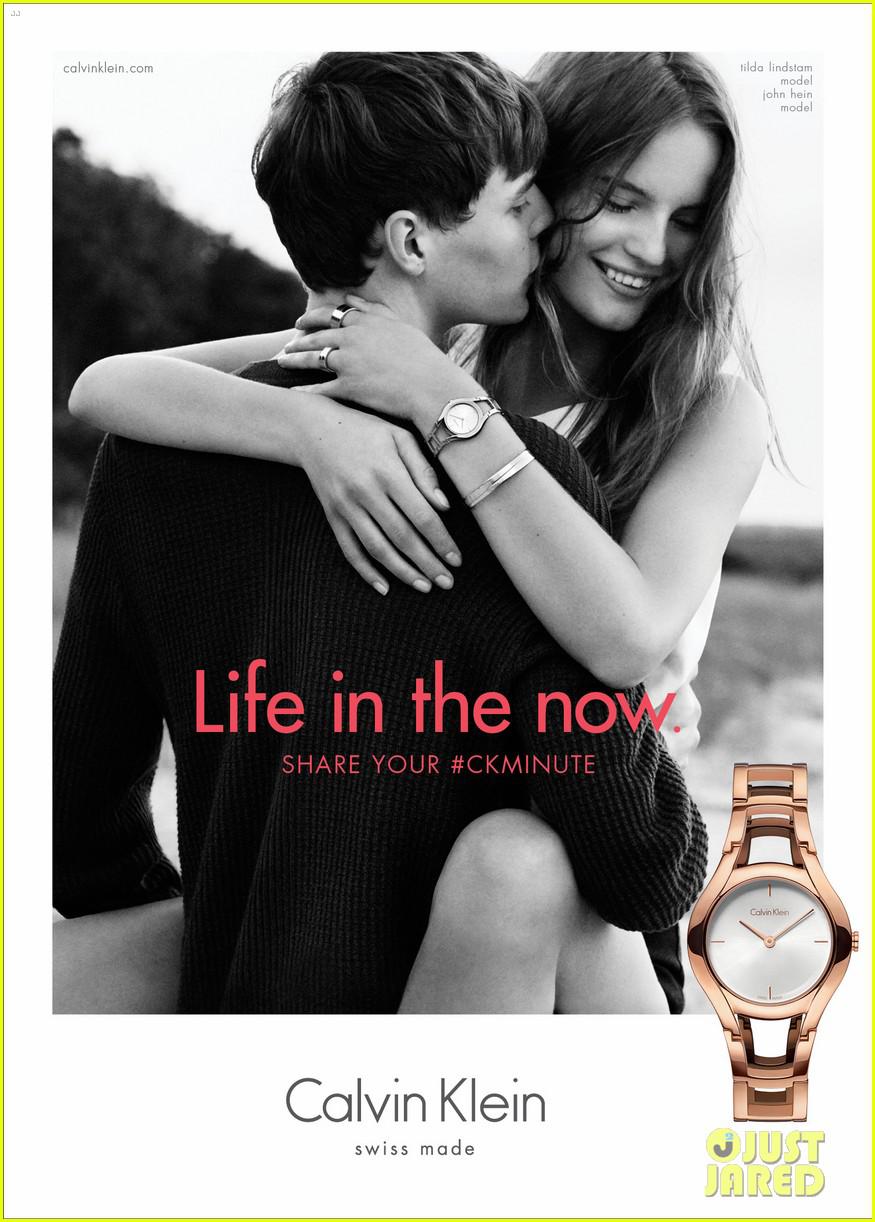 calvinklein.com
tilda lindstam
model
john hein
model
Life in the now.
SHARE YOUR #CKMINUTE
Calvin Klein
Calvin Klein
swiss made
JUST
JARED